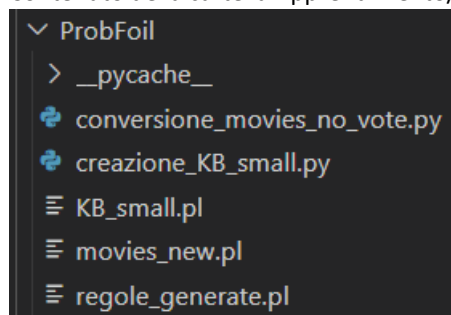 ProbFoil
__pycache__
conversione_movies_no_vote.py
creazione_KB_small.py
KB_small.pl
movies_new.pl
regole_generate.pl